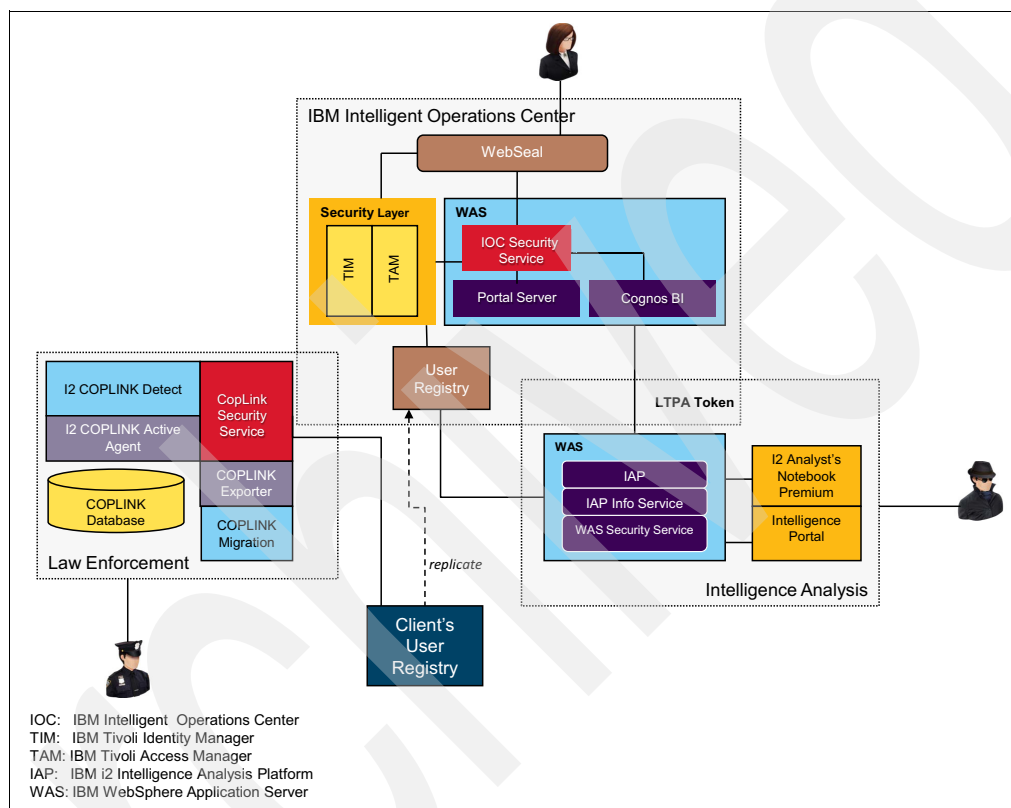 IBM Intelligent Operations Center
WebSeal
Security Layer
TIM
TAM
WAS
IOC Security
Service
Portal Server
Cognos BI
User
Registry
I2 COPLINK Detect
I2 COPLINK Active
Agent
CopLink
Security
Service
COPLINK
Exporter
COPLINK
Database
COPLINK
Migration
Law Enforcement
LTPA Token
WAS
IAP
IAP Info Service
WAS Security Service
I2 Analyst's
Notebook
Premium
Intelligence
Portal
Intelligence Analysis
replicate
Client's
User
Registry
IOC: IBM Intelligent Operations Center
TIM: IBM Tivoli Identity Manager
TAM: IBM Tivoli Access Manager
IAP: IBM i2 Intelligence Analysis Platform
WAS: IBM WebSphere Application Server